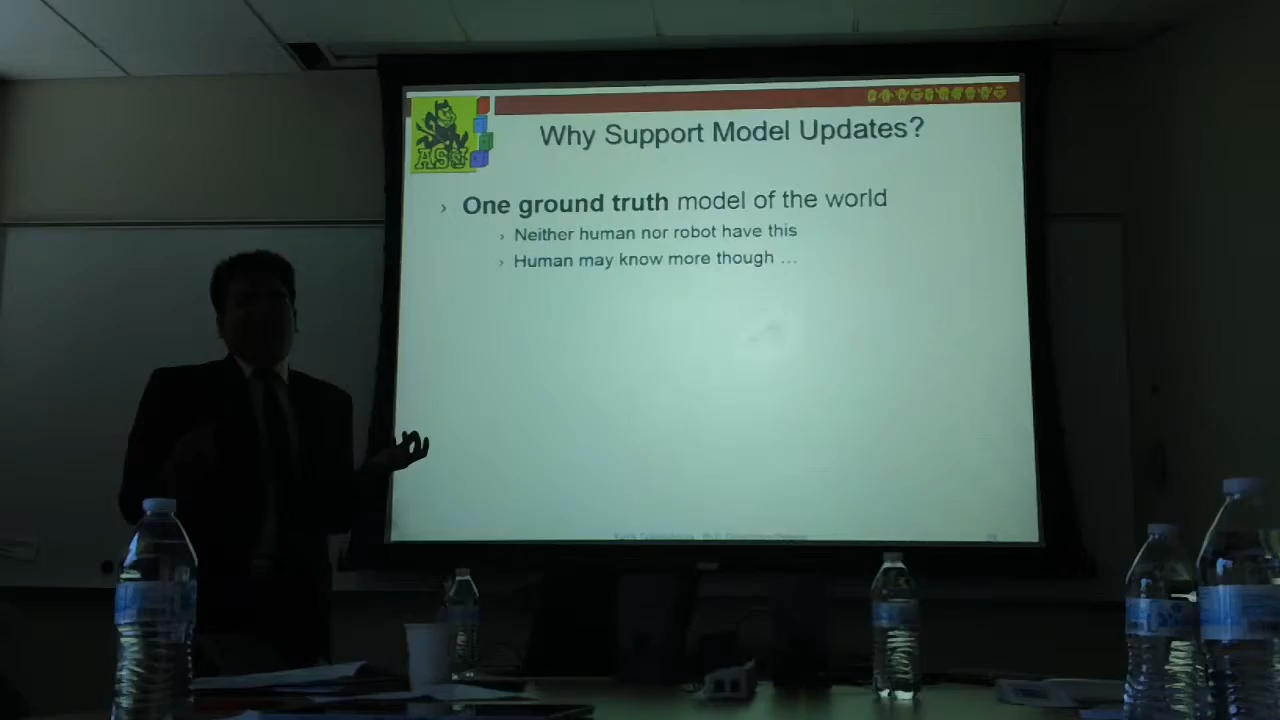 Why Support Model Updates?
ASU
› One ground truth model of the world
› Neither human nor robot have this
› Human may know more though ...